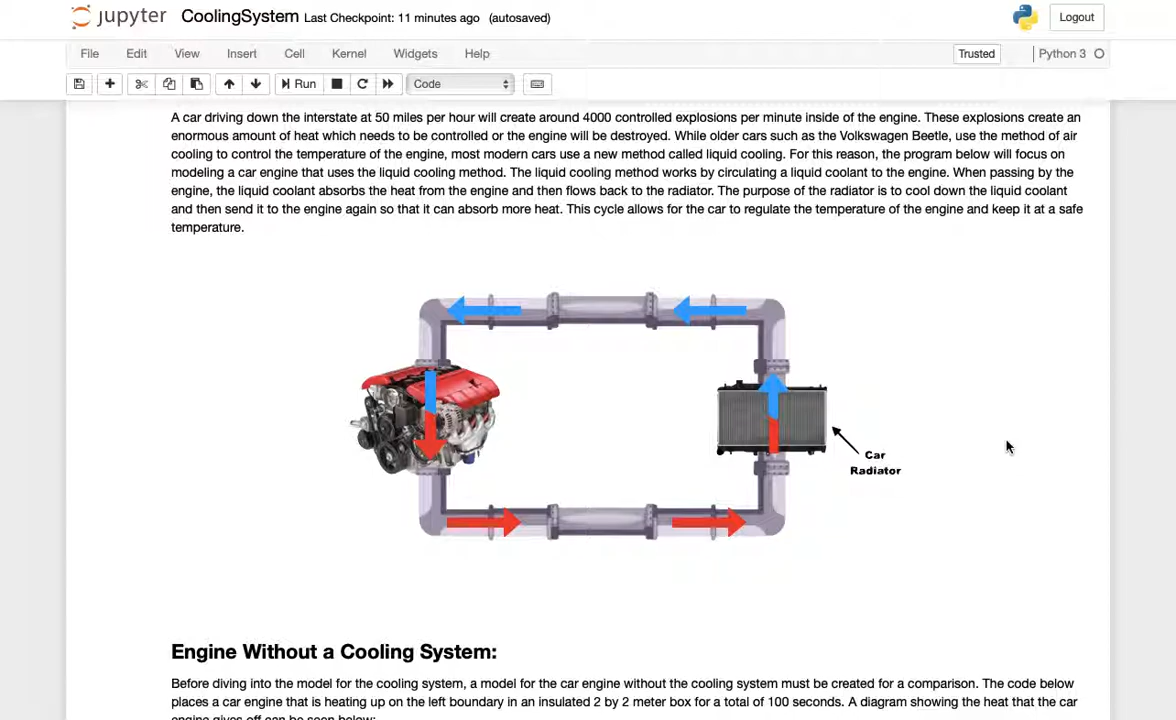 jupyter CoolingSystem Last Checkpoint: 11 minutes ago (autosaved)
Logout
File Edit View Insert Cell Kernel Widgets Help
Trusted Python 3
Run Code
A car driving down the interstate at 50 miles per hour will create around 4000 controlled explosions per minute inside of the engine. These explosions create an
enormous amount of heat which needs to be controlled or the engine will be destroyed. While older cars such as the Volkswagen Beetle, use the method of air
cooling to control the temperature of the engine, most modern cars use a new method called liquid cooling. For this reason, the program below will focus on
modeling a car engine that uses the liquid cooling method. The liquid cooling method works by circulating a liquid coolant to the engine. When passing by the
engine, the liquid coolant absorbs the heat from the engine and then flows back to the radiator. The purpose of the radiator is to cool down the liquid coolant
and then send it to the engine again so that it can absorb more heat. This cycle allows for the car to regulate the temperature of the engine and keep it at a safe
temperature.
Car
Radiator
Engine Without a Cooling System:
Before diving into the model for the cooling system, a model for the car engine without the cooling system must be created for a comparison. The code below
places a car engine that is heating up on the left boundary in an insulated 2 by 2 meter box for a total of 100 seconds. A diagram showing the heat that the car
engine gives off can be seen below: